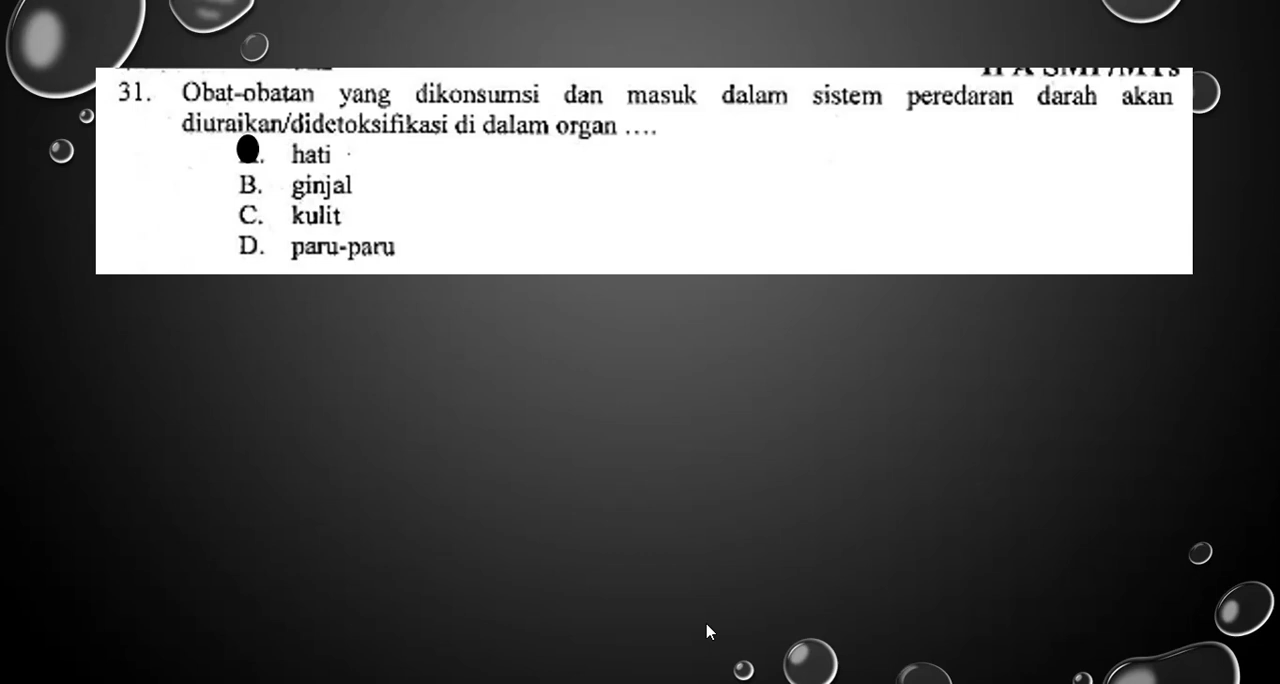 31. Obat-obatan yang dikonsumsi dan masuk dalam sistem peredaran darah akan
diuraikan/didetoksifikasi di dalam organ ....
hati
B. ginjal
C. kulit
D. paru-paru